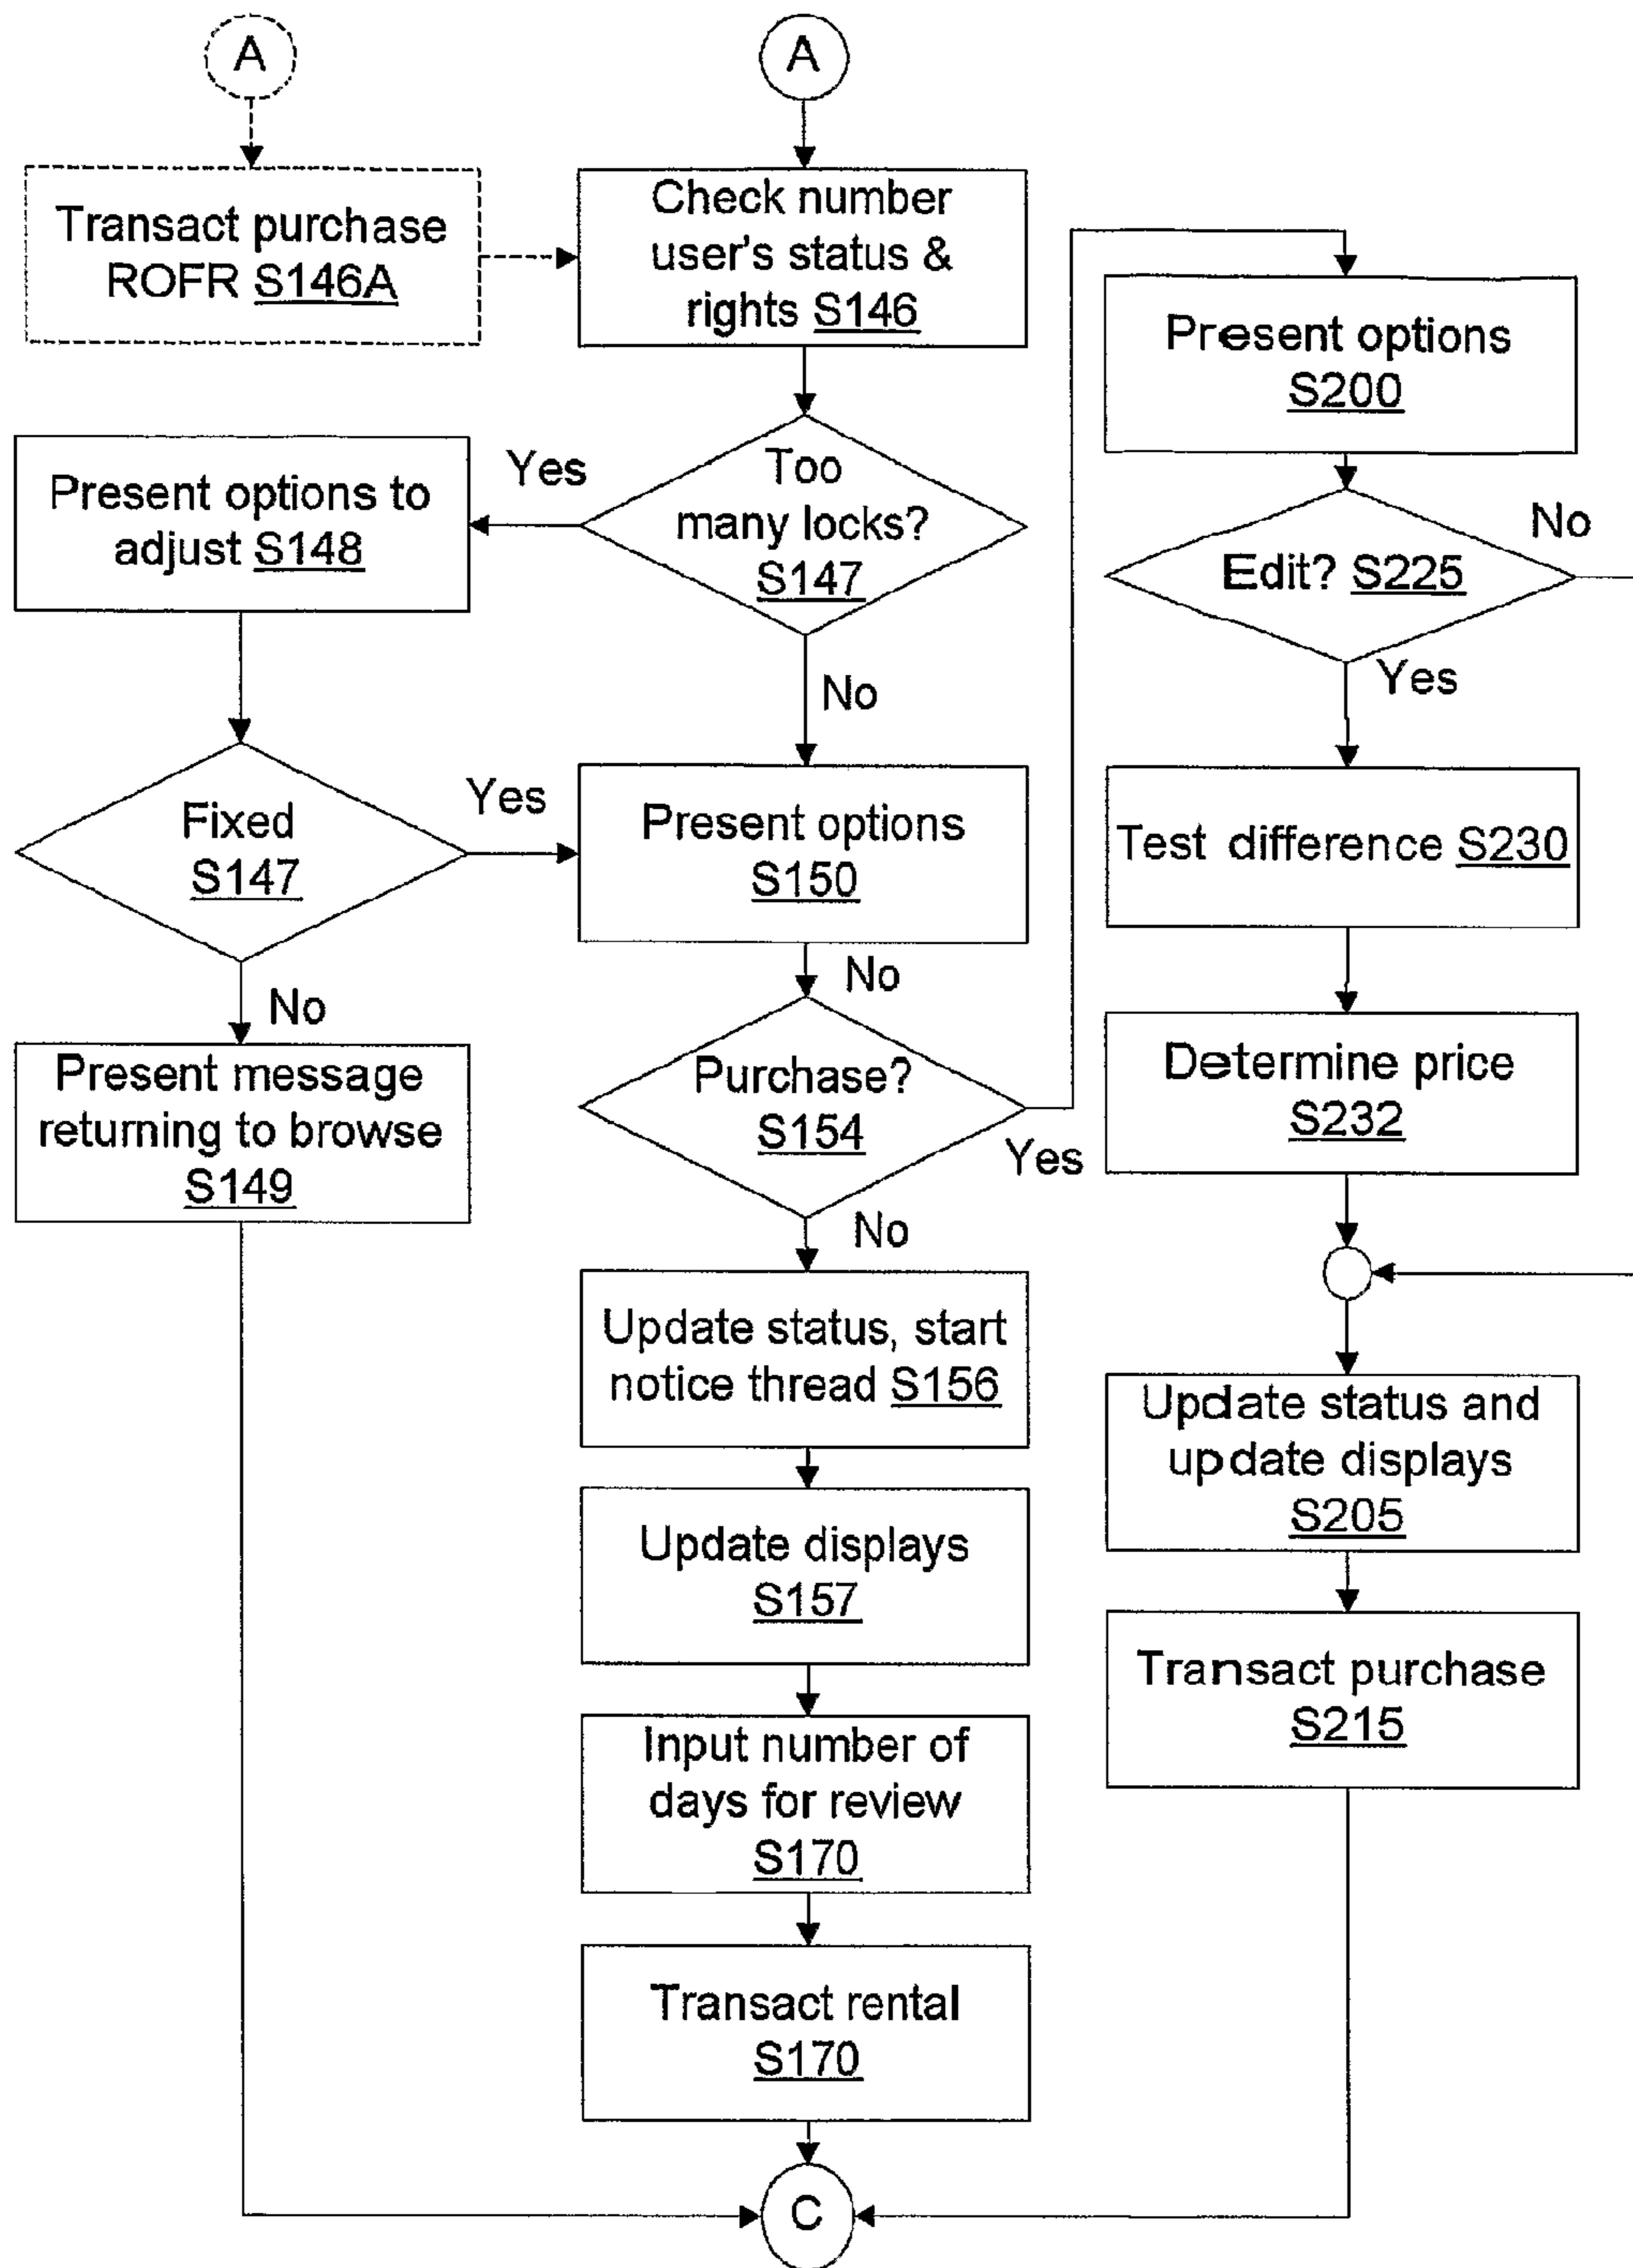 A
A
Transact purchase
ROFR S146A
Check number
user's status &
rights S146
Present options to
adjust S148
Yes
Too
many locks?
S147
No
Fixed
S147
Yes
Present options
S150
No
No
Present message
returning to browse
S149
Purchase?
S154
Yes
No
Update status, start
notice thread S156
Update displays
S157
Input number of
days for review
S170
Transact rental
S170
Present options
S200
Edit? S225
No
Yes
Test difference S230
Determine price
S232
Update status and
update displays
S205
Transact purchase
S215
C